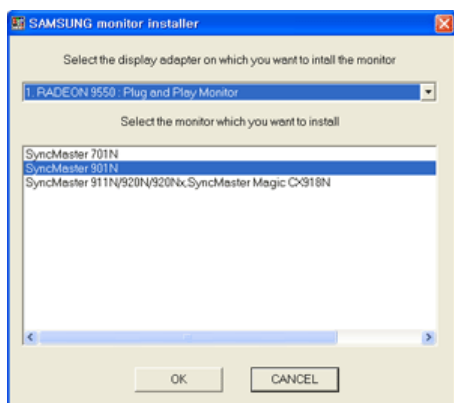 SAMSUNG monitor installer
Select the display adapter on which you want to intall the monitor
1. RADEON 9550 : Plug and Play Monitor
Select the monitor which you want to install
SyncMaster 701N
SyncMaster 901N
SyncMaster 911N/920N/920Nx,SyncMaster Magic CX918N
OK
CANCEL